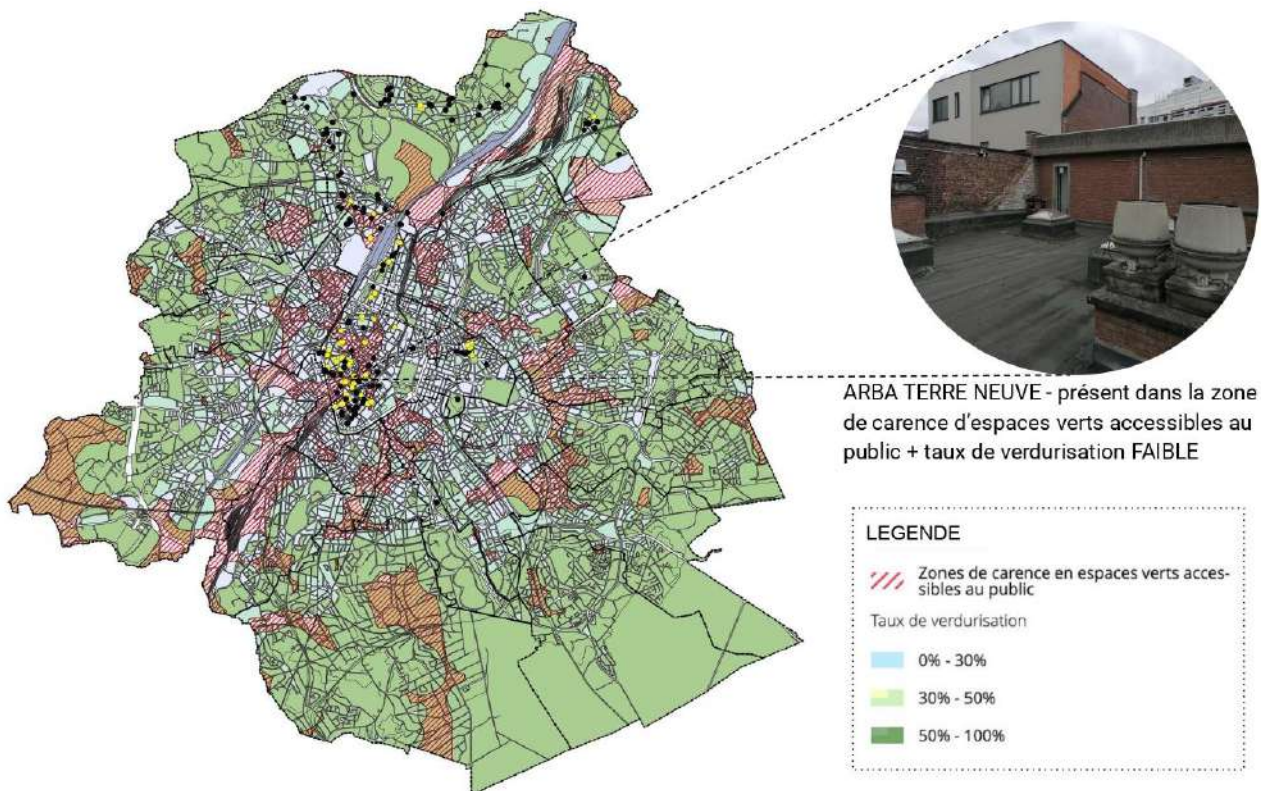 ARBA TERRE NEUVE - présent dans la zone
de carence d'espaces verts accessibles au
public + taux de verdurisation FAIBLE
LEGENDE
Zones de carence en espaces verts acces-
sibles au public
Taux de verdurisation
0% - 30%
30% - 50%
50% - 100%